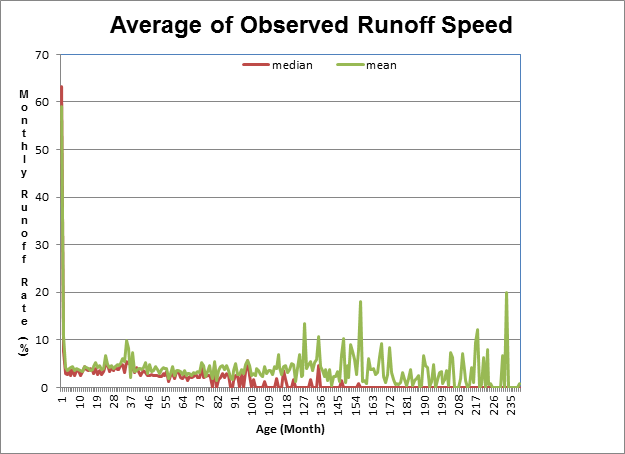 Average of Observed Runoff Speed
median mean
70
60
50
40
30
20
10
0
Monthly Runoff Rate (%)
1 10 19 28 37 46 55 64 73 82 91 100 109 118 127 136 145 154 163 172 181 190 199 208 217 226 235
Age (Month)